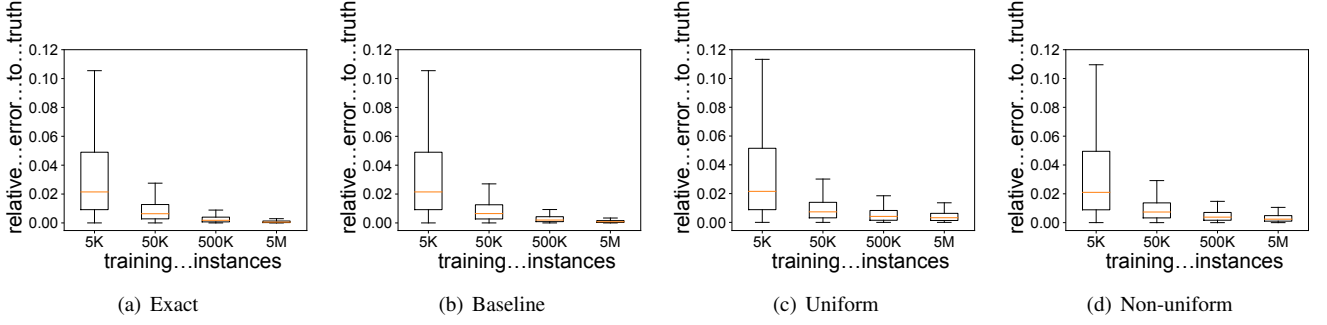 relative...error...to...truth
0.12
0.10
0.08
0.06
0.04
0.02
0.00
5K 50K 500K 5M
training...instances
(a) Exact
relative...error...to...truth
0.12
0.10
0.08
0.06
0.04
0.02
0.00
5K 50K 500K 5M
training...instances
(b) Baseline
relative...error...to...truth
0.12
0.10
0.08
0.06
0.04
0.02
0.00
5K 50K 500K 5M
training...instances
(c) Uniform
relative...error...to...truth
0.12
0.10
0.08
0.06
0.04
0.02
0.00
5K 50K 500K 5M
training...instances
(d) Non-uniform